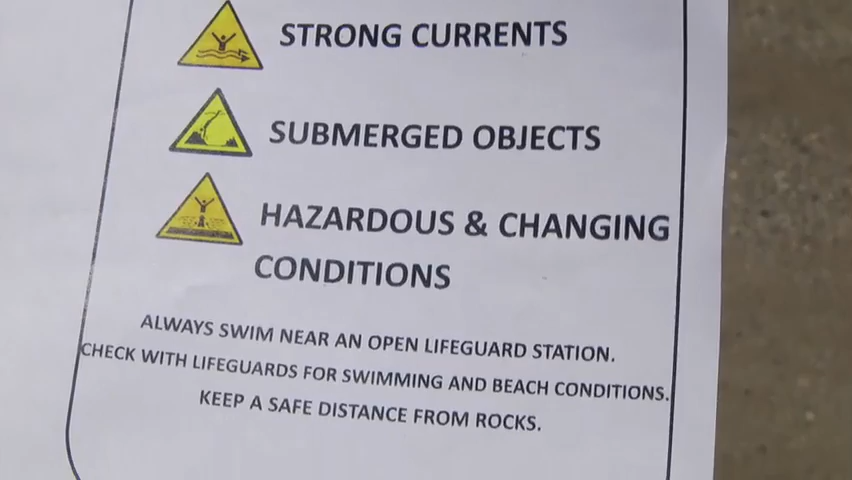 STRONG CURRENTS
SUBMERGED OBJECTS
HAZARDOUS & CHANGING
CONDITIONS
ALWAYS SWIM NEAR AN OPEN LIFEGUARD STATION.
CHECK WITH LIFEGUARDS FOR SWIMMING AND BEACH CONDITIONS.
KEEP A SAFE DISTANCE FROM ROCKS.